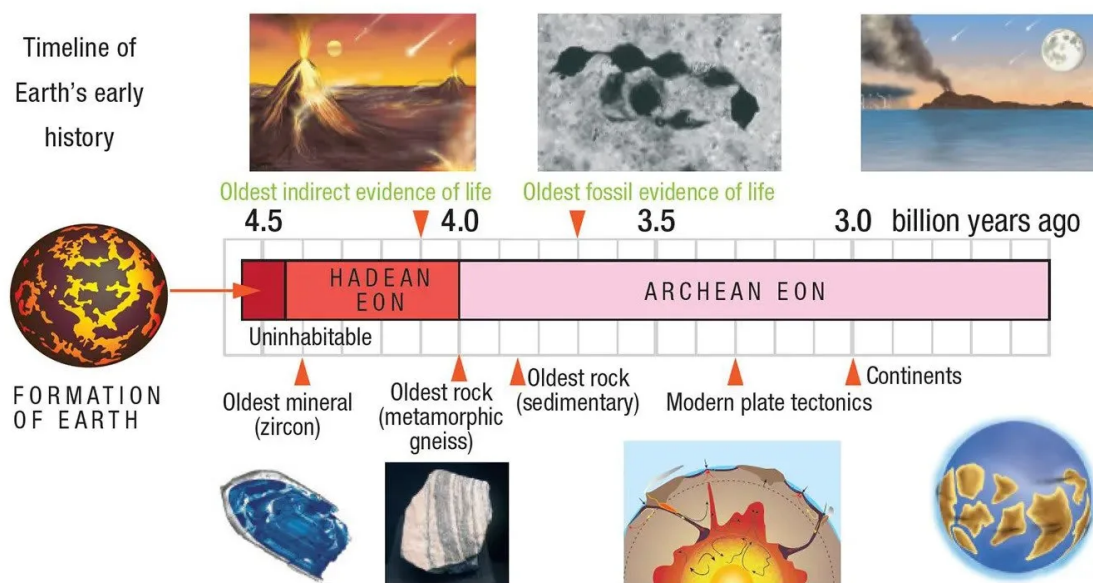 Timeline of
Earth's early
history
Oldest indirect evidence of life
Oldest fossil evidence of life
4.5
4.0
3.5
3.0
billion years ago
HADEAN
EON
ARCHEAN EON
Uninhabitable
FORMATION
OF EARTH
Oldest mineral
(zircon)
Oldest rock
(metamorphic
gneiss)
Oldest rock
(sedimentary)
Modern plate tectonics
Continents